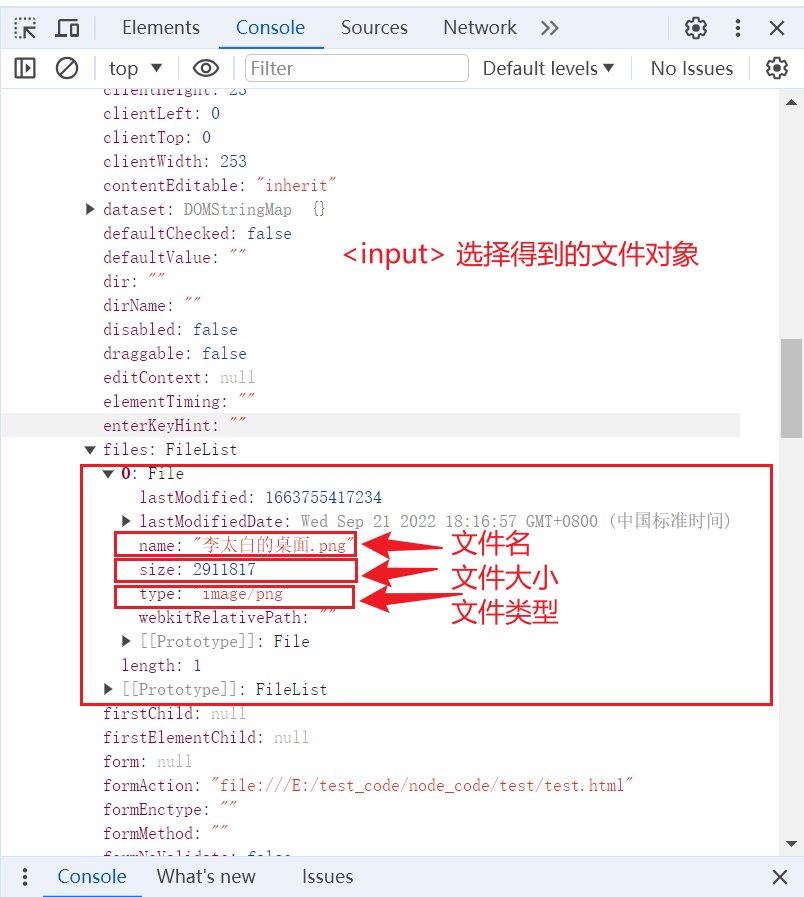 Elements Console Sources Network
top Filter Default levels No Issues
clientHeight: 23
clientLeft: 0
clientTop: 0
clientWidth: 253
contentEditable: "inherit"
dataset: DOMStringMap {}
defaultChecked: false
defaultValue: ""
<input> 选择得到的文件对象
dir: ""
dirName: ""
disabled: false
draggable: false
editContext: null
elementTiming: ""
enterKeyHint: ""
files: FileList
0: File
lastModified: 1663755417234
lastModifiedDate: Wed Sep 21 2022 18:16:57 GMT+0800 (中国标准时间)
name: "李太白的桌面.png" 文件名
size: 2911817 文件大小
type: "image/png 文件类型
webkitRelativePath: ""
[[Prototype]]: File
length: 1
[[Prototype]]: FileList
firstChild: null
firstElementChild: null
form: null
formAction: "file:///E:/test_code/node_code/test/test.html"
formEnctype: ""
formMethod: ""
formNoValidate: false
Console What's new Issues